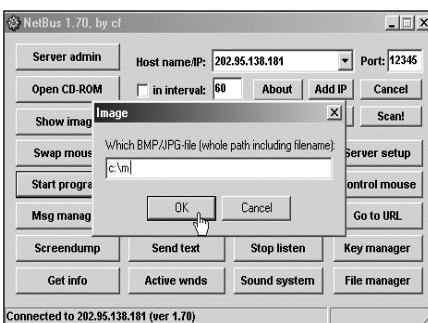 NetBus 1.70, by cf
Server admin
Host name/IP: 202.95.138.181
Port: 12345
Open CD-ROM
in interval: 60
About
Add IP
Cancel
Show imag
Scan!
Image
Which BMP/JPG-file (whole path including filename):
c:\m
OK
Cancel
Swap mous
Server setup
Start progra
ontrol mouse
Msg manag
Go to URL
Screendump
Send text
Stop listen
Key manager
Get info
Active wnds
Sound system
File manager
Connected to 202.95.138.181 (ver 1.70)